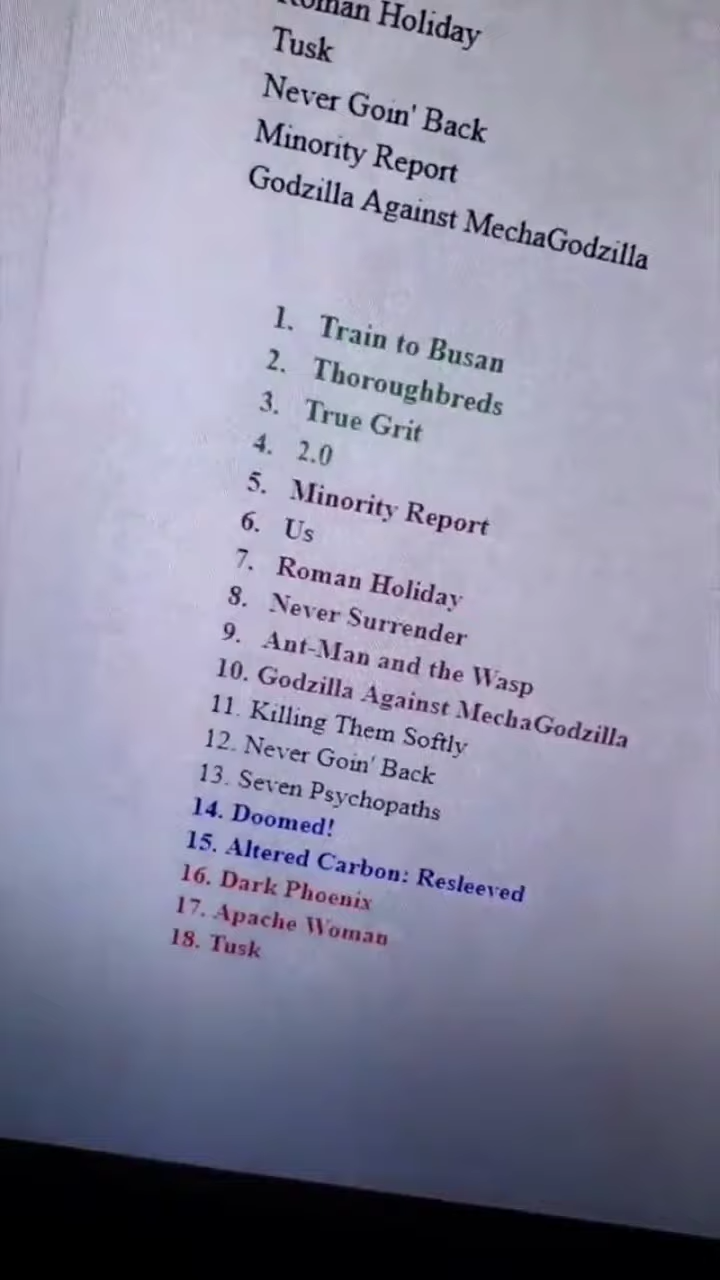 Roman Holiday
Tusk
Never Goin' Back
Minority Report
Godzilla Against MechaGodzilla
1. Train to Busan
2. Thoroughbreds
3. True Grit
4. 2.0
5. Minority Report
6. Us
7. Roman Holiday
8. Never Surrender
9. Ant-Man and the Wasp
10. Godzilla Against MechaGodzilla
11. Killing Them Softly
12. Never Goin' Back
13. Seven Psychopaths
14. Doomed!
15. Altered Carbon: Resleeved
16. Dark Phoenix
17. Apache Woman
18. Tusk